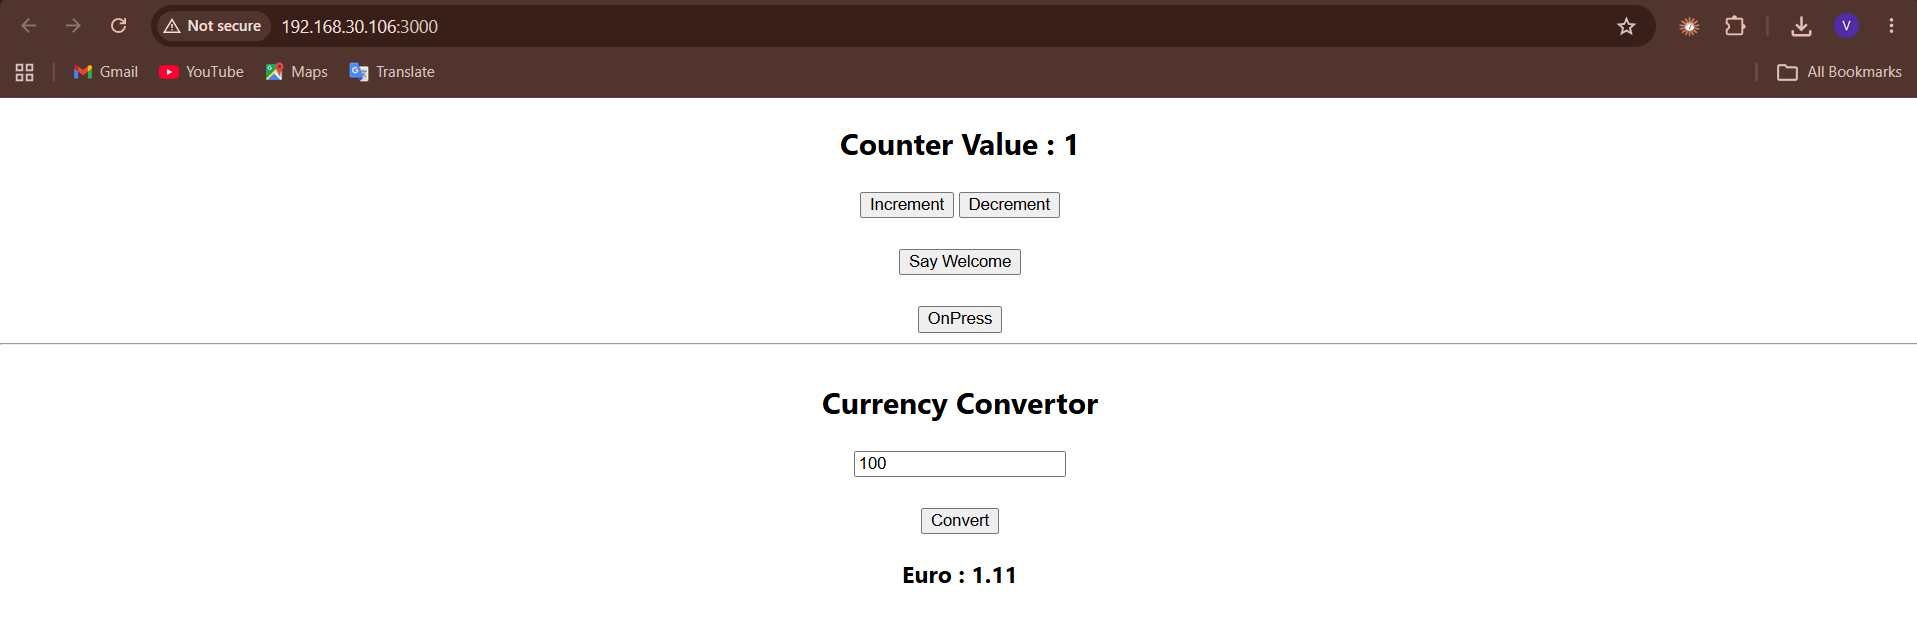 Not secure 192.168.30.106:3000 V
Gmail YouTube Maps Translate All Bookmarks
Counter Value : 1
Increment Decrement
Say Welcome
OnPress
Currency Convertor
100
Convert
Euro : 1.11